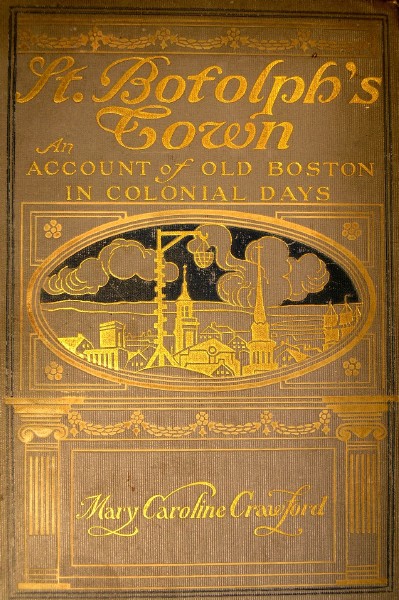 St. Botolph's
Town
An
ACCOUNT of OLD BOSTON
IN COLONIAL DAYS
Mary Caroline Crawford